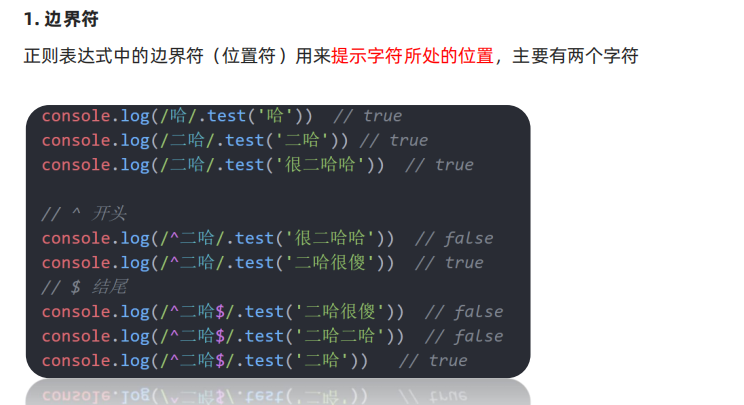 1. 边界符
正则表达式中的边界符（位置符）用来提示字符所处的位置，主要有两个字符
console.log(/哈/.test('哈'))  // true
console.log(/二哈/.test('二哈')) // true
console.log(/二哈/.test('很二哈哈'))  // true
// ^ 开头
console.log(/^二哈/.test('很二哈哈'))  // false
console.log(/^二哈/.test('二哈很傻'))  // true
// $ 结尾
console.log(/^二哈$/.test('二哈很傻'))  // false
console.log(/^二哈$/.test('二哈二哈'))  // false
console.log(/^二哈$/.test('二哈'))   // true